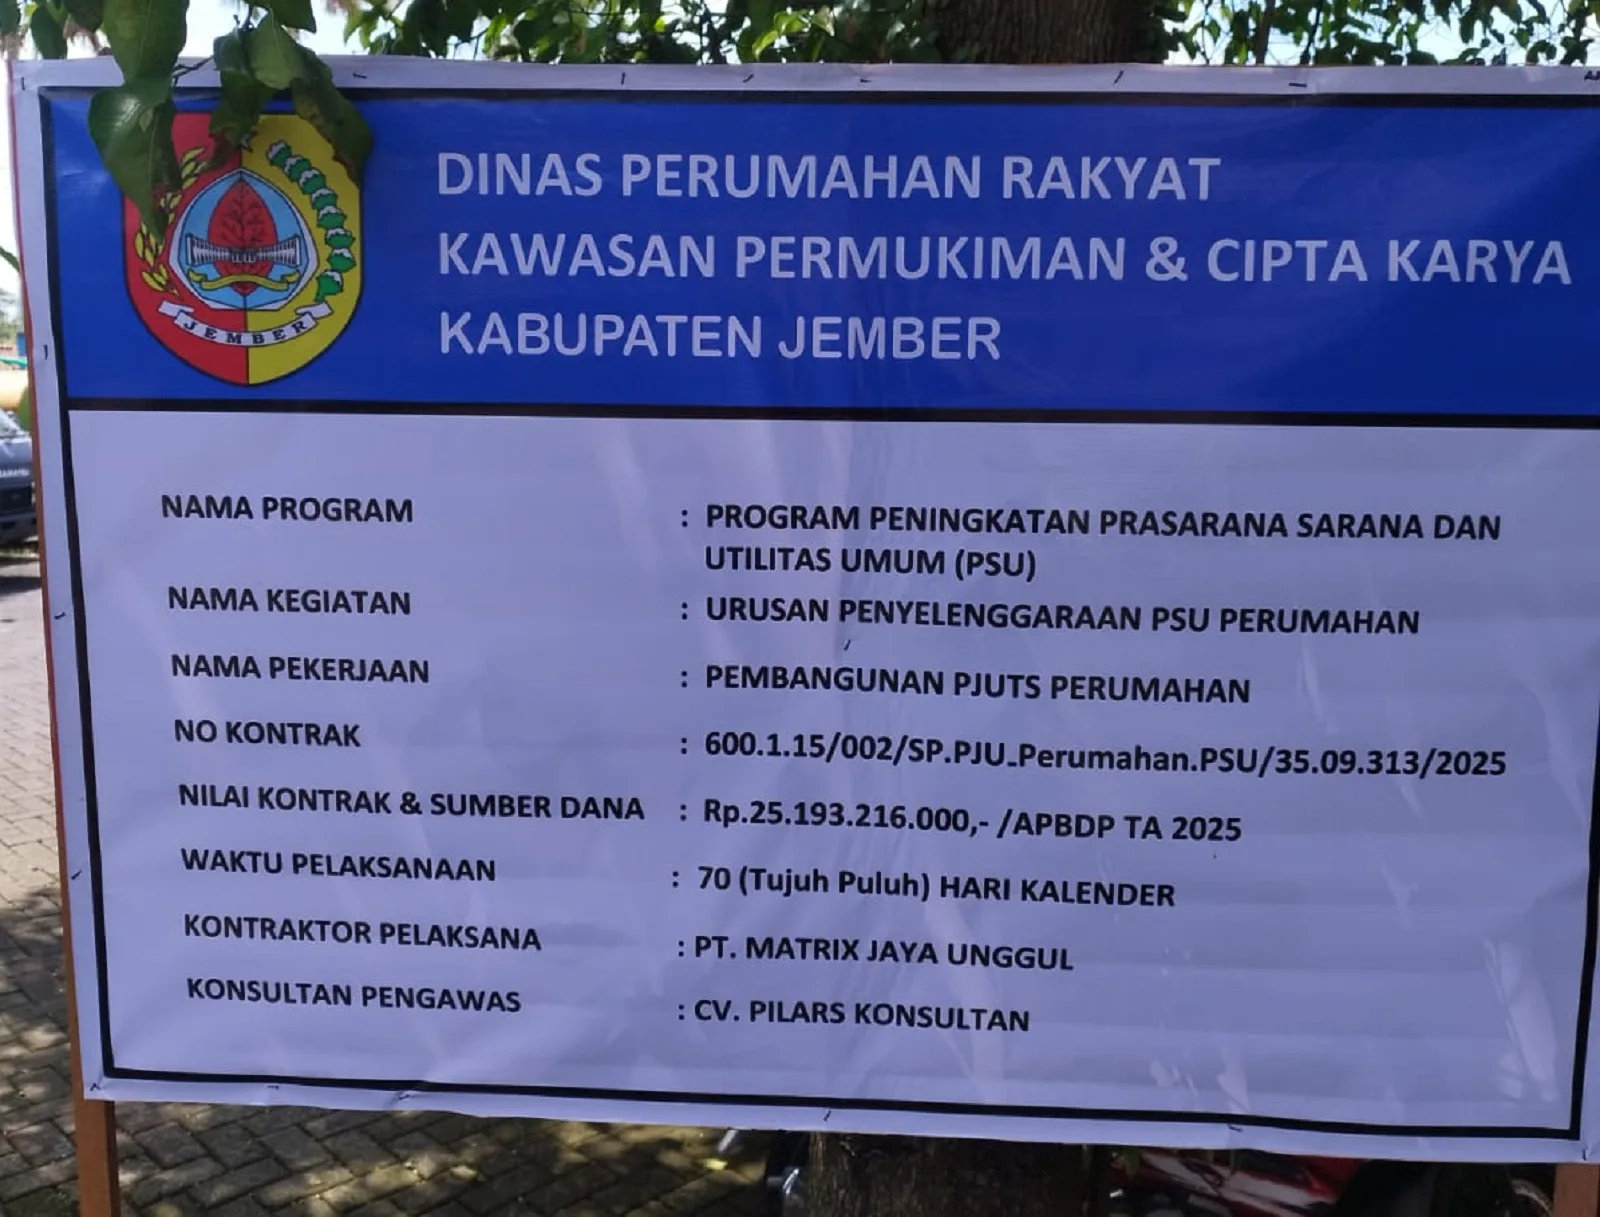 DINAS PERUMAHAN RAKYAT
KAWASAN PERMUKIMAN & CIPTA KARYA
KABUPATEN JEMBER
JEMBER
NAMA PROGRAM : PROGRAM PENINGKATAN PRASARANA SARANA DAN
UTILITAS UMUM (PSU)
NAMA KEGIATAN : URUSAN PENYELENGGARAAN PSU PERUMAHAN
NAMA PEKERJAAN : PEMBANGUNAN PJUTS PERUMAHAN
NO KONTRAK : 600.1.15/002/SP.PJU_Perumahan.PSU/35.09.313/2025
NILAI KONTRAK & SUMBER DANA : Rp.25.193.216.000,- /APBDP TA 2025
WAKTU PELAKSANAAN : 70 (Tujuh Puluh) HARI KALENDER
KONTRAKTOR PELAKSANA : PT. MATRIX JAYA UNGGUL
KONSULTAN PENGAWAS : CV. PILARS KONSULTAN